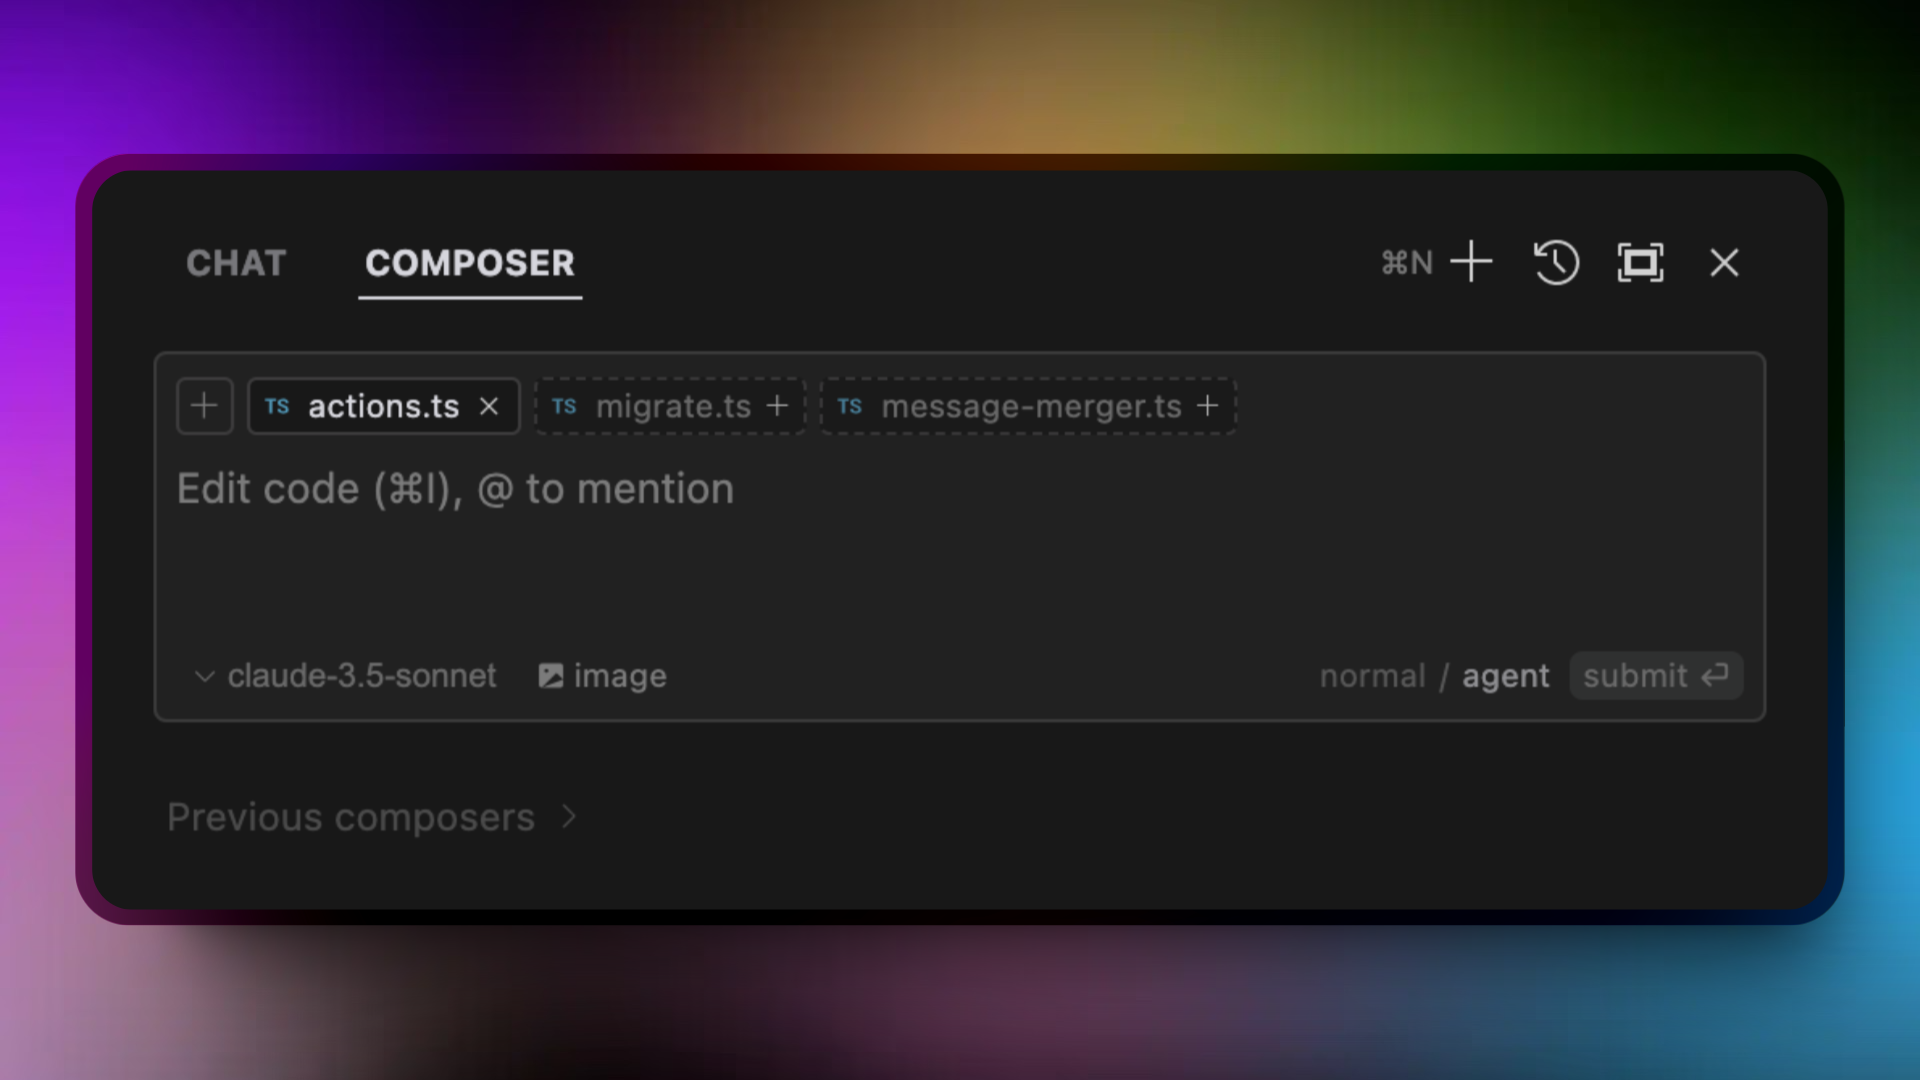 CHAT COMPOSER ⌘N
TS actions.ts TS migrate.ts TS message-merger.ts
Edit code (⌘I), @ to mention
claude-3.5-sonnet image normal / agent submit
Previous composers